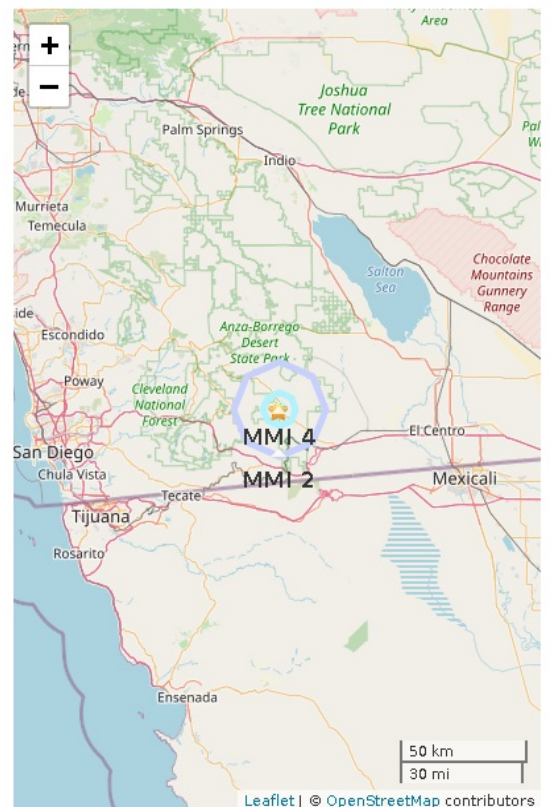 Area
+
−
Joshua
Tree National
Park
Palm Springs
Indio
Murrieta
Temecula
Salton
Sea
Chocolate
Mountains
Gunnery
Range
Escondido
Anza-Borrego
Desert
State Park
Poway
Cleveland
National
Forest
MMI 4
El Centro
San Diego
Chula Vista
MMI 2
Mexicali
Tecate
Tijuana
Rosarito
Ensenada
50 km
30 mi
Leaflet | © OpenStreetMap contributors